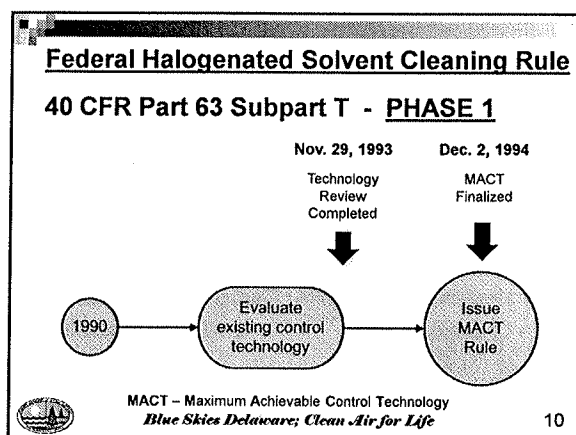 Federal Halogenated Solvent Cleaning Rule
40 CFR Part 63 Subpart T - PHASE 1
Nov. 29, 1993
Technology
Review
Completed
Dec. 2, 1994
MACT
Finalized
1990
Evaluate
existing control
technology
Issue
MACT
Rule
MACT – Maximum Achievable Control Technology
Blue Skies Delaware; Clean Air for Life
10